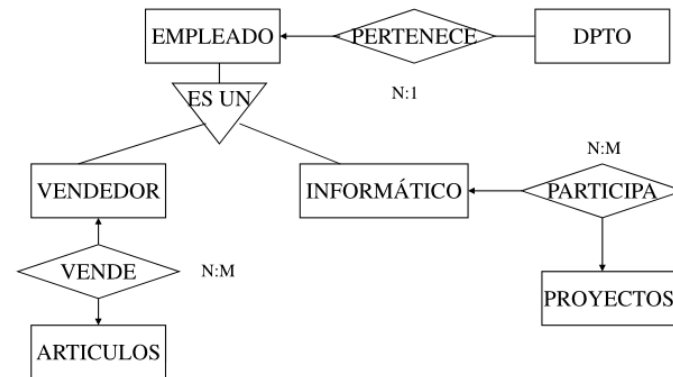 EMPLEADO
PERTENECE
DPTO
N:1
ES UN
N:M
VENDEDOR
INFORMÁTICO
PARTICIPA
VENDE
N:M
PROYECTOS
ARTICULOS